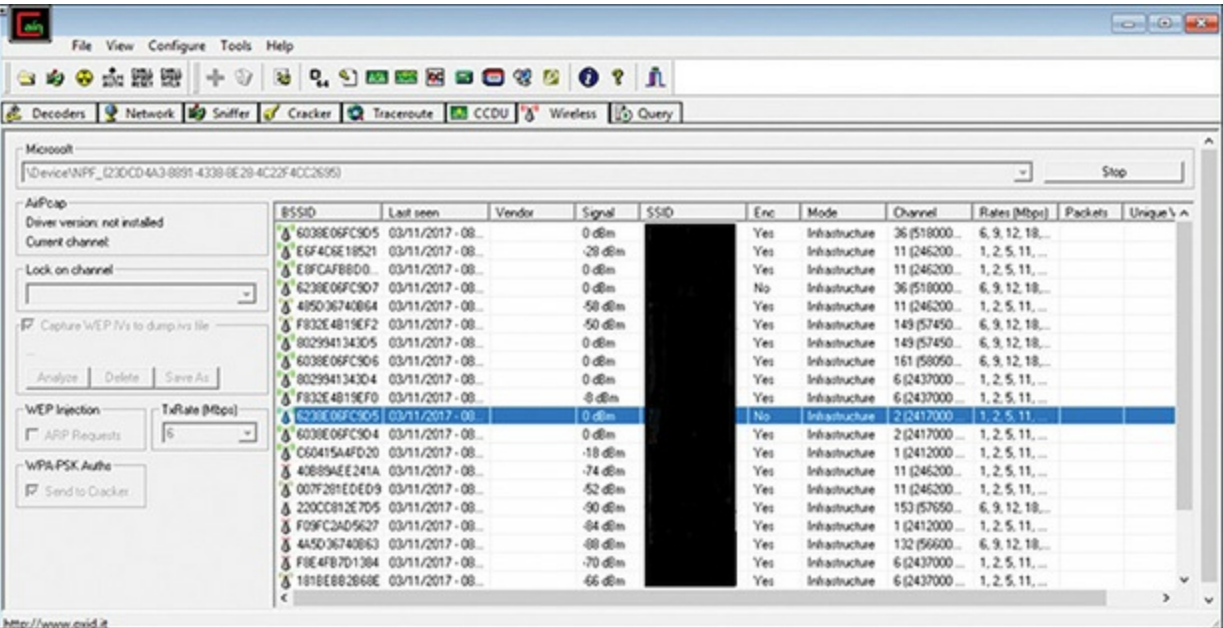 Cain
File View Configure Tools Help
Decoders Network Sniffer Cracker Traceroute CCDU Wireless Query
Microsoft
\Device\NPF_{23DCD4A3-8891-4338-8E28-4C22F4CC2695} Stop
AirPcap
Driver version: not installed
Current channel:
Lock on channel
Capture WEP IVs to dump.ivs file
...
Analyze Delete Save As
WEP Injection TxRate (Mbps)
ARP Requests 6
WPA-PSK Auths
Send to Cracker
BSSID Last seen Vendor Signal SSID Enc Mode Channel Rates (Mbps) Packets Unique
6038E06FC9D5 03/11/2017 - 08... 0 dBm Yes Infrastructure 36 (518000... 6, 9, 12, 18,...
E6F4C6E18521 03/11/2017 - 08... -28 dBm Yes Infrastructure 11 (246200... 1, 2, 5, 11, ...
E8FCAFBBD0... 03/11/2017 - 08... 0 dBm Yes Infrastructure 11 (246200... 1, 2, 5, 11, ...
6238E06FC9D7 03/11/2017 - 08... 0 dBm No Infrastructure 36 (518000... 6, 9, 12, 18,...
485D36740B64 03/11/2017 - 08... -58 dBm Yes Infrastructure 11 (246200... 1, 2, 5, 11, ...
F832E4B19EF2 03/11/2017 - 08... -50 dBm Yes Infrastructure 149 (57450... 6, 9, 12, 18,...
8029941343D5 03/11/2017 - 08... 0 dBm Yes Infrastructure 149 (57450... 6, 9, 12, 18,...
6038E06FC9D6 03/11/2017 - 08... 0 dBm Yes Infrastructure 161 (58050... 6, 9, 12, 18,...
8029941343D4 03/11/2017 - 08... 0 dBm Yes Infrastructure 6 (2437000 ... 1, 2, 5, 11, ...
F832E4B19EF0 03/11/2017 - 08... -8 dBm Yes Infrastructure 6 (2437000 ... 1, 2, 5, 11, ...
6238E06FC9D5 03/11/2017 - 08... 0 dBm No Infrastructure 2 (2417000 ... 1, 2, 5, 11, ...
6038E06FC9D4 03/11/2017 - 08... 0 dBm Yes Infrastructure 2 (2417000 ... 1, 2, 5, 11, ...
C60415A4FD20 03/11/2017 - 08... -18 dBm Yes Infrastructure 1 (2412000 ... 1, 2, 5, 11, ...
40B89AEE241A 03/11/2017 - 08... -74 dBm Yes Infrastructure 11 (246200... 1, 2, 5, 11, ...
007F281EDED9 03/11/2017 - 08... -52 dBm Yes Infrastructure 11 (246200... 1, 2, 5, 11, ...
220CC812E7D5 03/11/2017 - 08... -90 dBm Yes Infrastructure 153 (57650... 6, 9, 12, 18,...
F09FC2AD5627 03/11/2017 - 08... -84 dBm Yes Infrastructure 1 (2412000 ... 1, 2, 5, 11, ...
4A5D36740B63 03/11/2017 - 08... -88 dBm Yes Infrastructure 132 (56600... 6, 9, 12, 18,...
F8E4FB7D1384 03/11/2017 - 08... -70 dBm Yes Infrastructure 6 (2437000 ... 1, 2, 5, 11, ...
181BEBB2B68E 03/11/2017 - 08... -66 dBm Yes Infrastructure 6 (2437000 ... 1, 2, 5, 11, ...
http://www.oxid.it